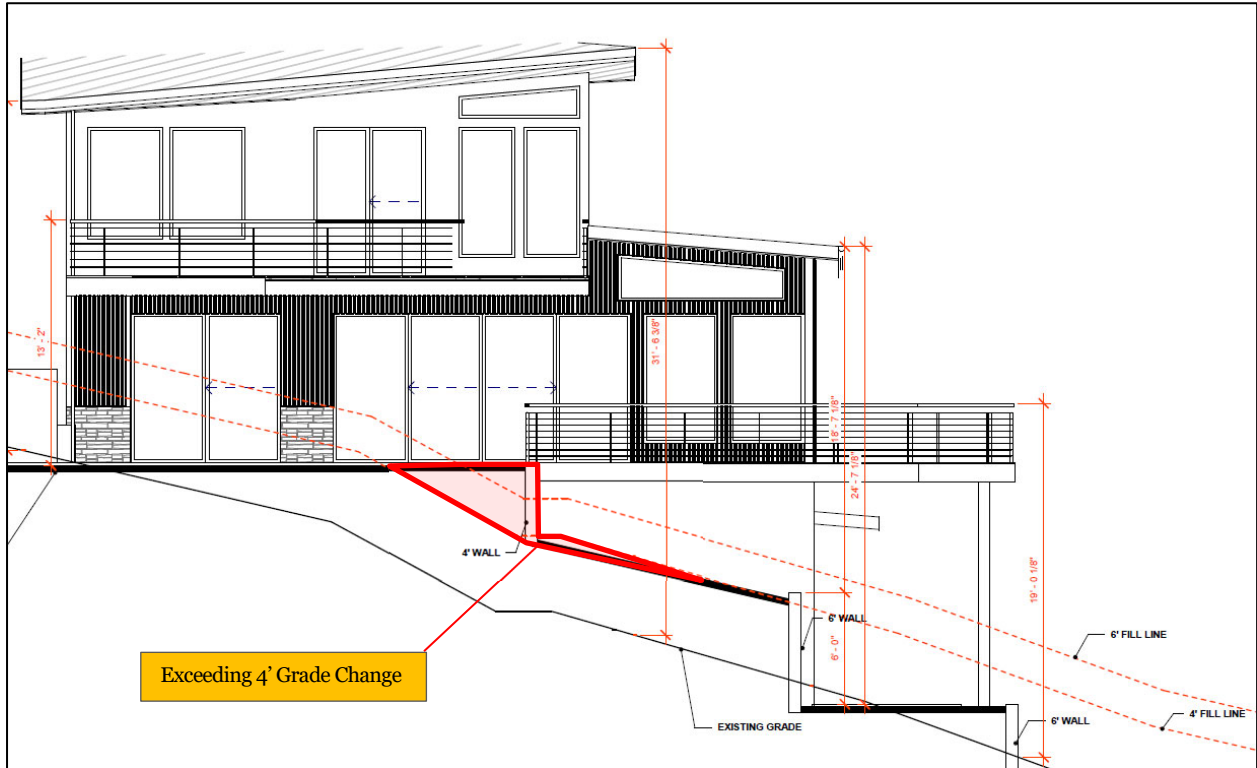 13' - 2"
31' - 6 3/8"
18' - 7 1/8"
24' - 7 1/8"
19' - 0 1/8"
4' WALL
6' WALL
6' - 0"
6' FILL LINE
Exceeding 4' Grade Change
EXISTING GRADE
6' WALL
4' FILL LINE